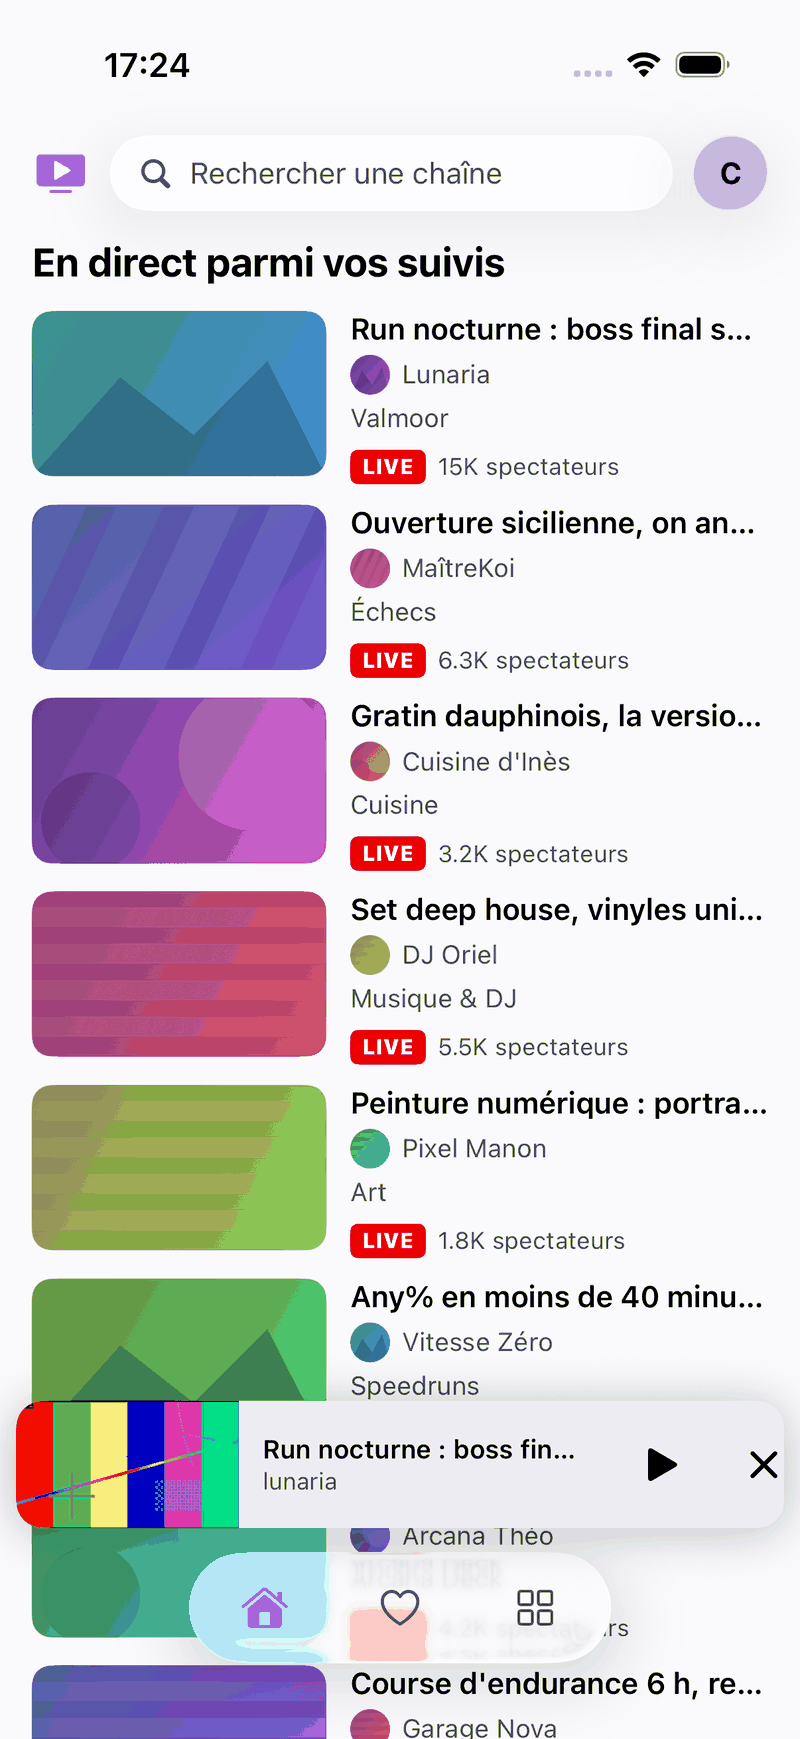 17:24
Rechercher une chaîne
C
En direct parmi vos suivis
Run nocturne : boss final s...
Lunaria
Valmoor
LIVE 15K spectateurs
Ouverture sicilienne, on an...
MaîtreKoi
Échecs
LIVE 6.3K spectateurs
Gratin dauphinois, la versio...
Cuisine d'Inès
Cuisine
LIVE 3.2K spectateurs
Set deep house, vinyles uni...
DJ Oriel
Musique & DJ
LIVE 5.5K spectateurs
Peinture numérique : portra...
Pixel Manon
Art
LIVE 1.8K spectateurs
Any% en moins de 40 minu...
Vitesse Zéro
Speedruns
Run nocturne : boss fin...
lunaria
Arcana Théo
4.2K spectateurs
Course d'endurance 6 h, re...
Garage Nova